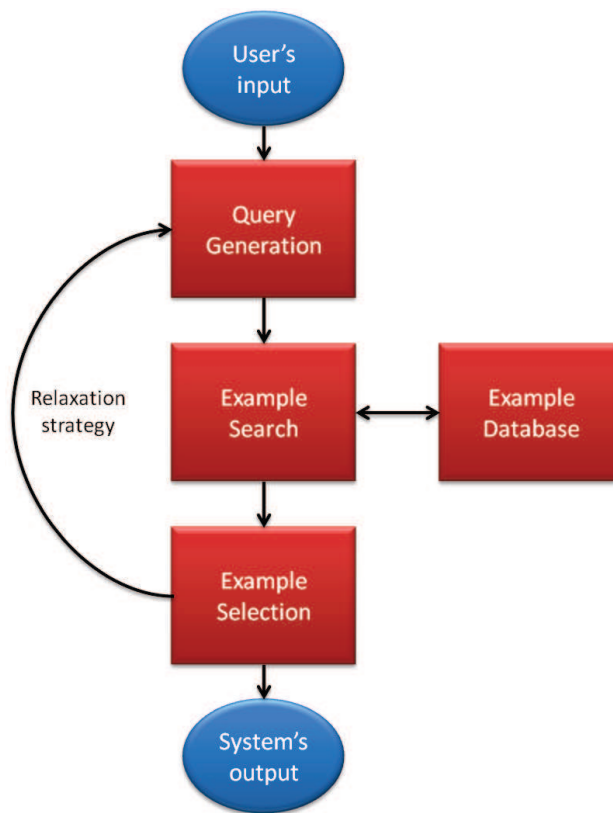 User's
input
Query
Generation
Relaxation
strategy
Example
Search
Example
Database
Example
Selection
System's
output